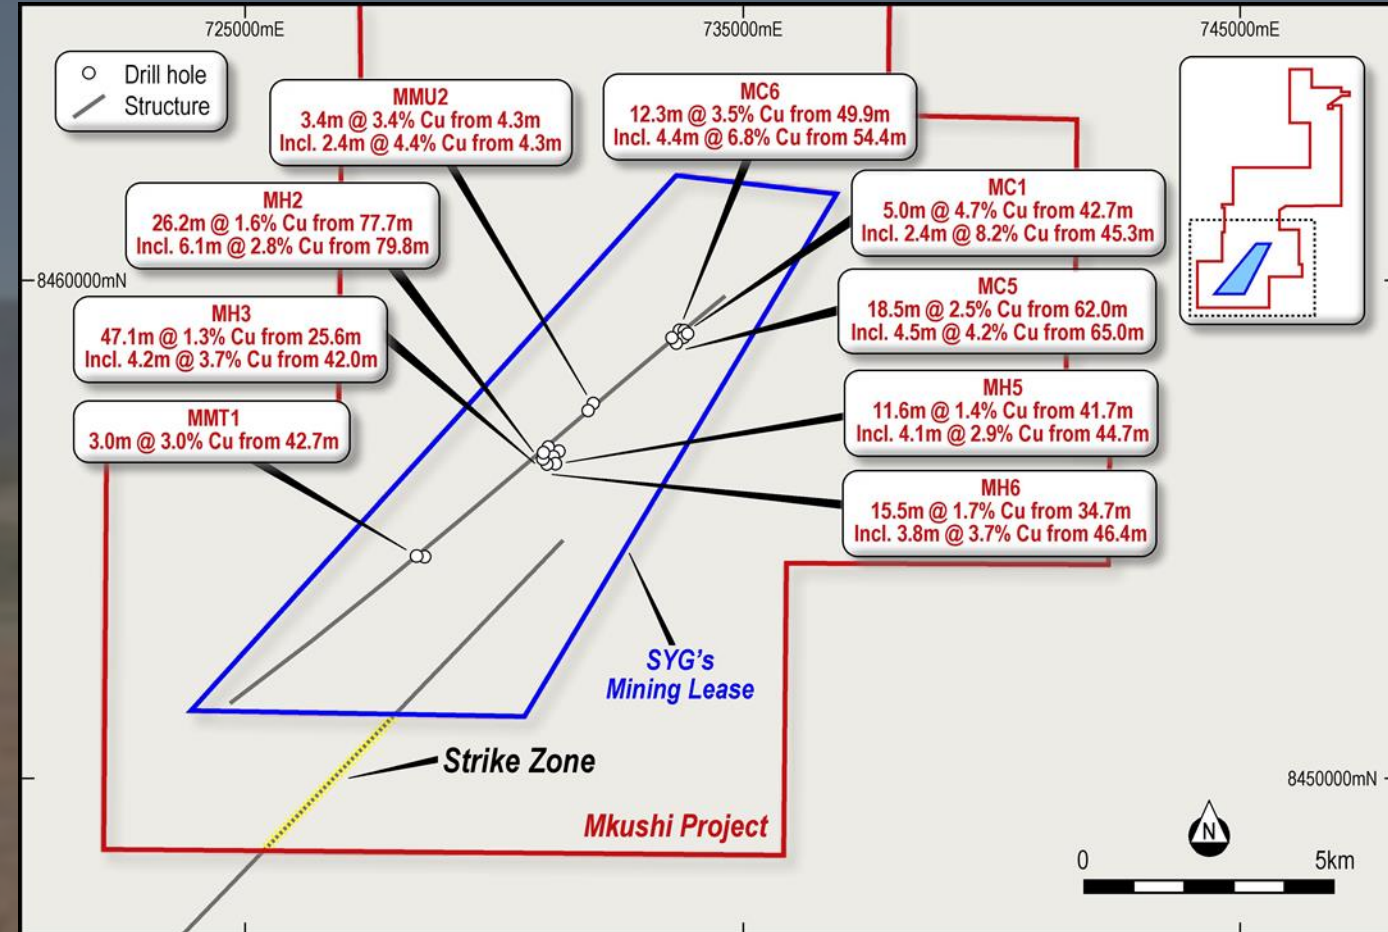 725000mE
735000mE
745000mE
Drill hole
Structure
MMU2
3.4m @ 3.4% Cu from 4.3m
Incl. 2.4m @ 4.4% Cu from 4.3m
MC6
12.3m @ 3.5% Cu from 49.9m
Incl. 4.4m @ 6.8% Cu from 54.4m
MH2
26.2m @ 1.6% Cu from 77.7m
Incl. 6.1m @ 2.8% Cu from 79.8m
MC1
5.0m @ 4.7% Cu from 42.7m
Incl. 2.4m @ 8.2% Cu from 45.3m
8460000mN
MC5
18.5m @ 2.5% Cu from 62.0m
Incl. 4.5m @ 4.2% Cu from 65.0m
MH3
47.1m @ 1.3% Cu from 25.6m
Incl. 4.2m @ 3.7% Cu from 42.0m
MH5
11.6m @ 1.4% Cu from 41.7m
Incl. 4.1m @ 2.9% Cu from 44.7m
MMT1
3.0m @ 3.0% Cu from 42.7m
MH6
15.5m @ 1.7% Cu from 34.7m
Incl. 3.8m @ 3.7% Cu from 46.4m
SYG's
Mining Lease
Strike Zone
8450000mN
Mkushi Project
N
0
5km